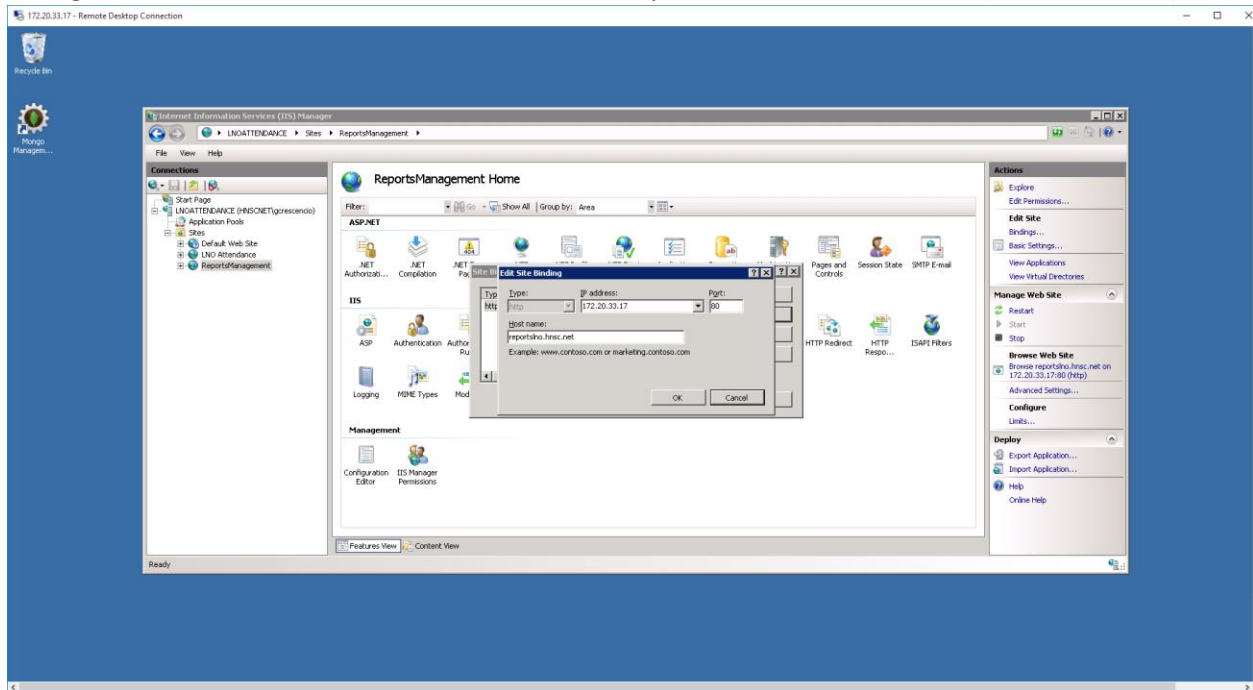 172.20.33.17 - Remote Desktop Connection
Recycle Bin
Mongo
Managem...
Internet Information Services (IIS) Manager
LNOATTENDANCE
Sites
ReportsManagement
File View Help
Connections
Start Page
LNOATTENDANCE (HNSCNET\gcrescencio)
Application Pools
Sites
Default Web Site
LNO Attendance
ReportsManagement
ReportsManagement Home
Filter: Go Show All Group by: Area
ASP.NET
.NET
Authorizati...
.NET
Compilation
Pages and
Controls
Session State
SMTP E-mail
IIS
ASP
Authentication
HTTP Redirect
HTTP
Respo...
ISAPI Filters
Logging
MIME Types
Management
Configuration
Editor
IIS Manager
Permissions
Edit Site Binding
Type: IP address: Port:
http 172.20.33.17 80
Host name:
reportslno.hnsc.net
Example: www.contoso.com or marketing.contoso.com
OK Cancel
Features View Content View
Ready
Actions
Explore
Edit Permissions...
Edit Site
Bindings...
Basic Settings...
View Applications
View Virtual Directories
Manage Web Site
Restart
Start
Stop
Browse Web Site
Browse reportslno.hnsc.net on
172.20.33.17:80 (http)
Advanced Settings...
Configure
Limits...
Deploy
Export Application...
Import Application...
Help
Online Help